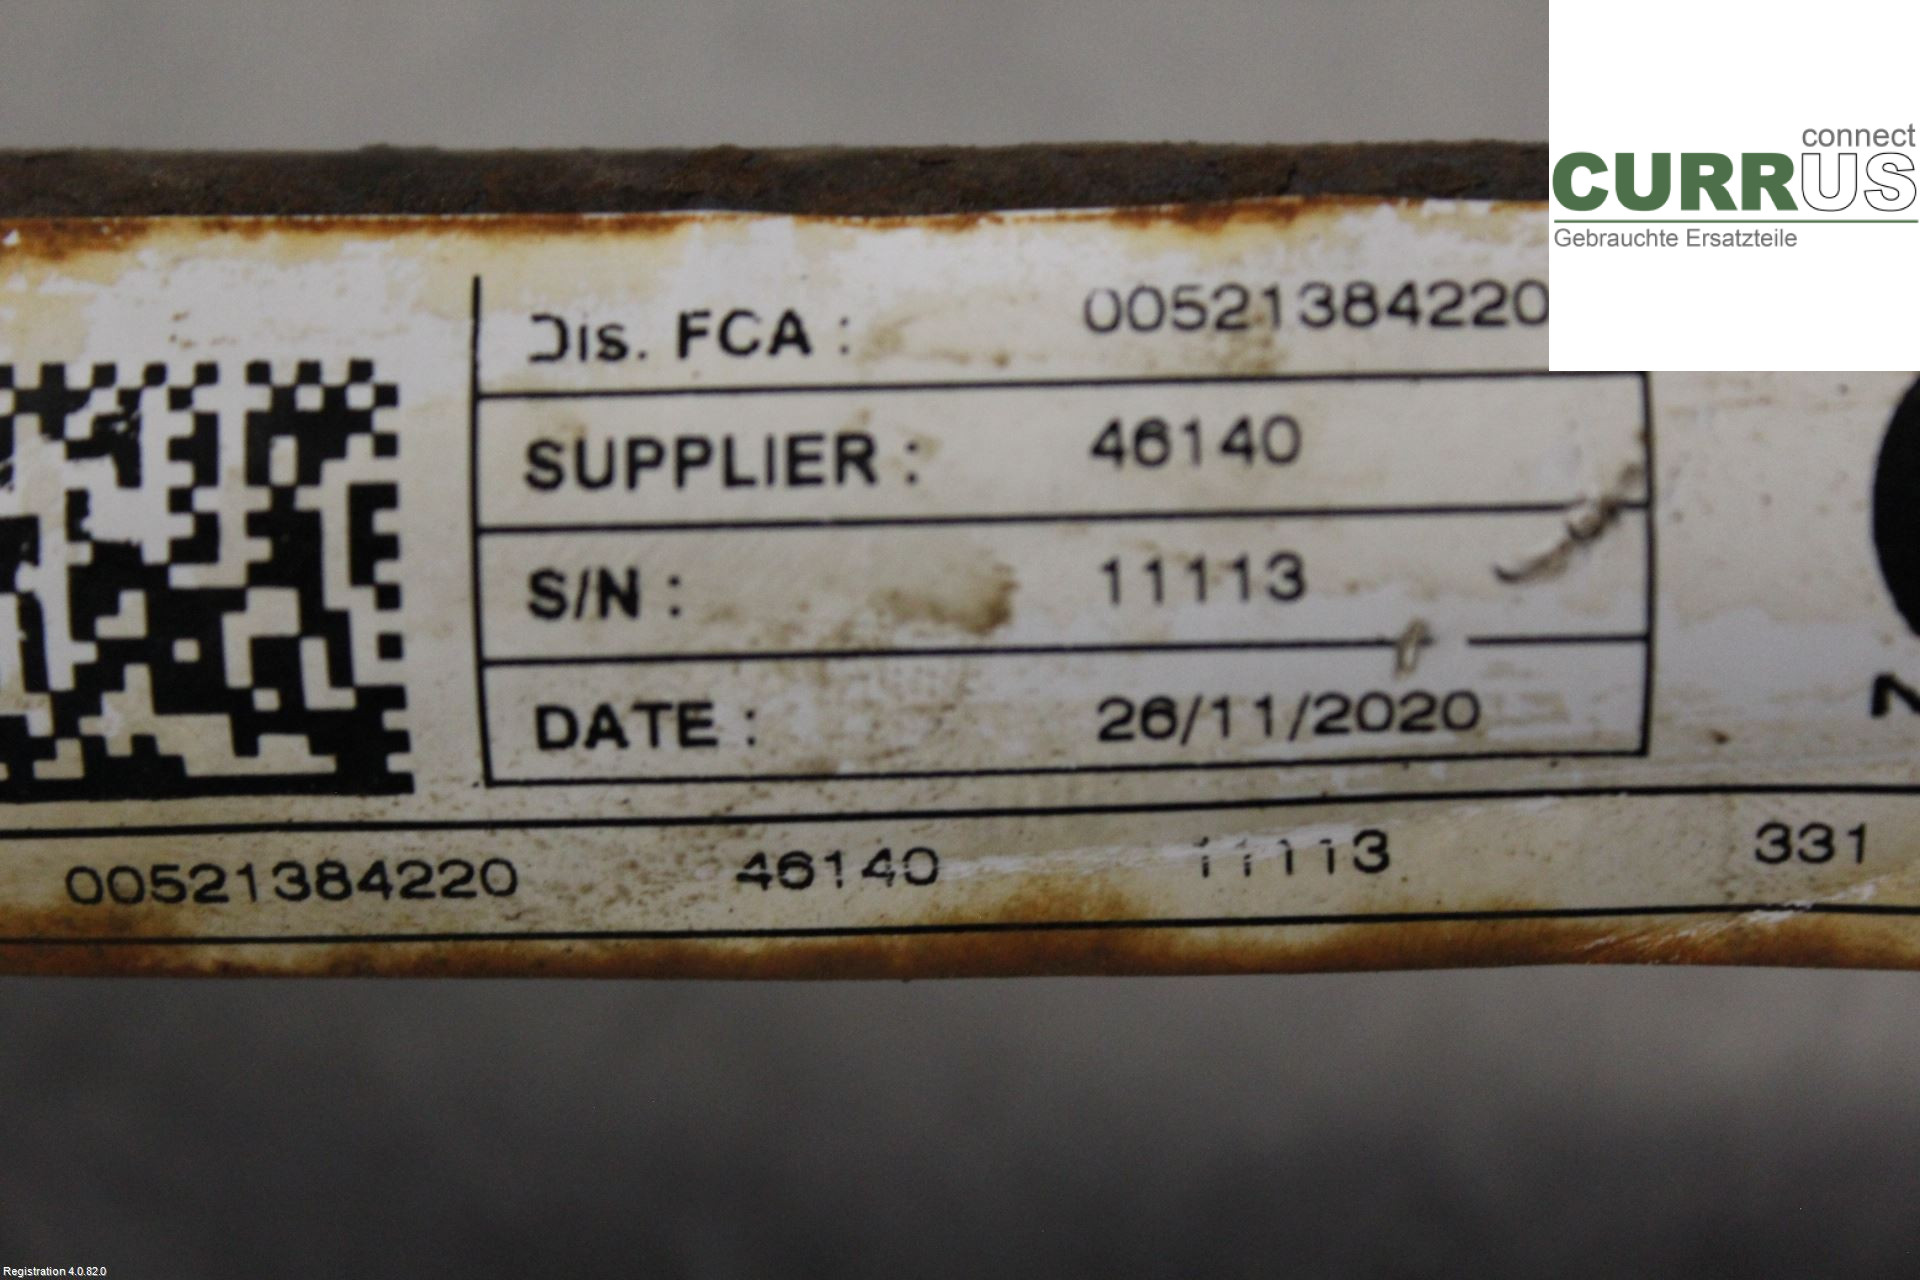 connect
CURRUS
Gebrauchte Ersatzteile
Dis. FCA : 00521384220
SUPPLIER : 46140
S/N : 11113
DATE : 26/11/2020
00521384220 46140 11113 331
Registration 4.0.82.0